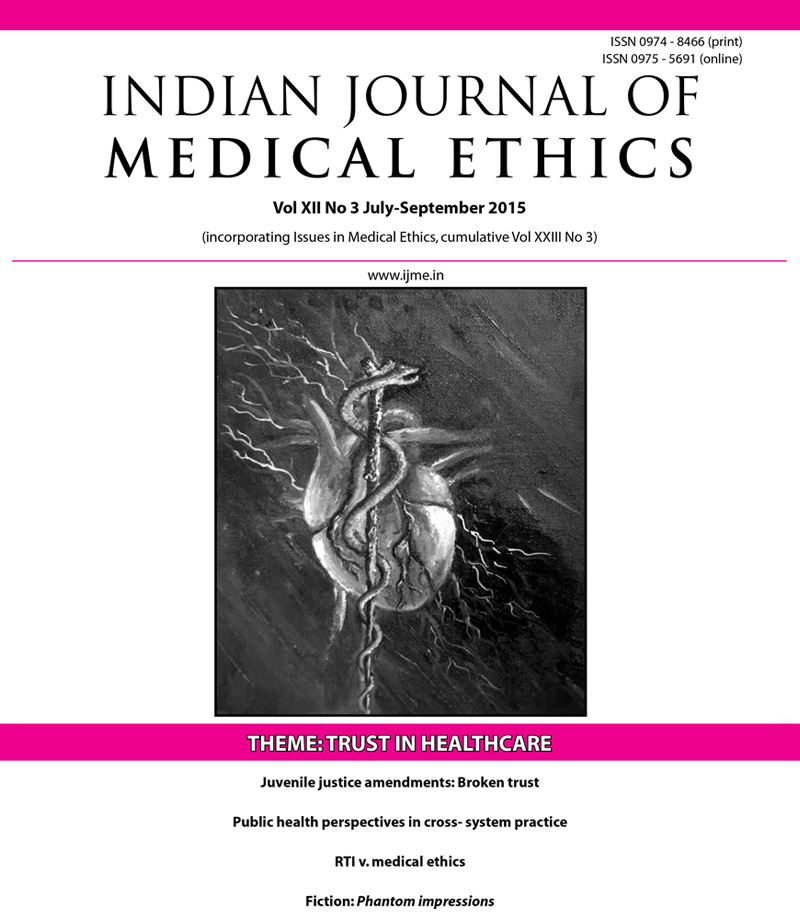 ISSN 0974 - 8466 (print)
ISSN 0975 - 5691 (online)
INDIAN JOURNAL OF
MEDICAL ETHICS
Vol XII No 3 July-September 2015
(incorporating Issues in Medical Ethics, cumulative Vol XXIII No 3)
www.ijme.in
THEME: TRUST IN HEALTHCARE
Juvenile justice amendments: Broken trust
Public health perspectives in cross- system practice
RTI v. medical ethics
Fiction: Phantom impressions